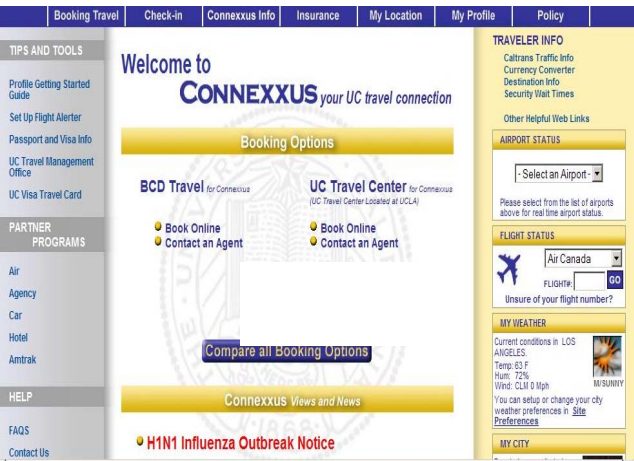 Booking Travel Check-in Connexxus Info Insurance My Location My Profile Policy
TIPS AND TOOLS
Profile Getting Started
Guide
Set Up Flight Alerter
Passport and Visa Info
UC Travel Management
Office
UC Visa Travel Card
PARTNER
PROGRAMS
Air
Agency
Car
Hotel
Amtrak
HELP
FAQS
Contact Us
Welcome to
CONNEXXUS your UC travel connection
Booking Options
BCD Travel for Connexxus
Book Online
Contact an Agent
UC Travel Center for Connexxus
(UC Travel Center Located at UCLA)
Book Online
Contact an Agent
Compare all Booking Options
Connexxus Views and News
H1N1 Influenza Outbreak Notice
TRAVELER INFO
Caltrans Traffic Info
Currency Converter
Destination Info
Security Wait Times
Other Helpful Web Links
AIRPORT STATUS
- Select an Airport -
Please select from the list of airports
above for real time airport status.
FLIGHT STATUS
Air Canada
FLIGHT#: GO
Unsure of your flight number?
MY WEATHER
Current conditions in LOS
ANGELES.
Temp: 63 F
Hum: 72%
Wind: CLM 0 Mph
M/SUNNY
You can setup or change your city
weather preferences in Site
Preferences
MY CITY